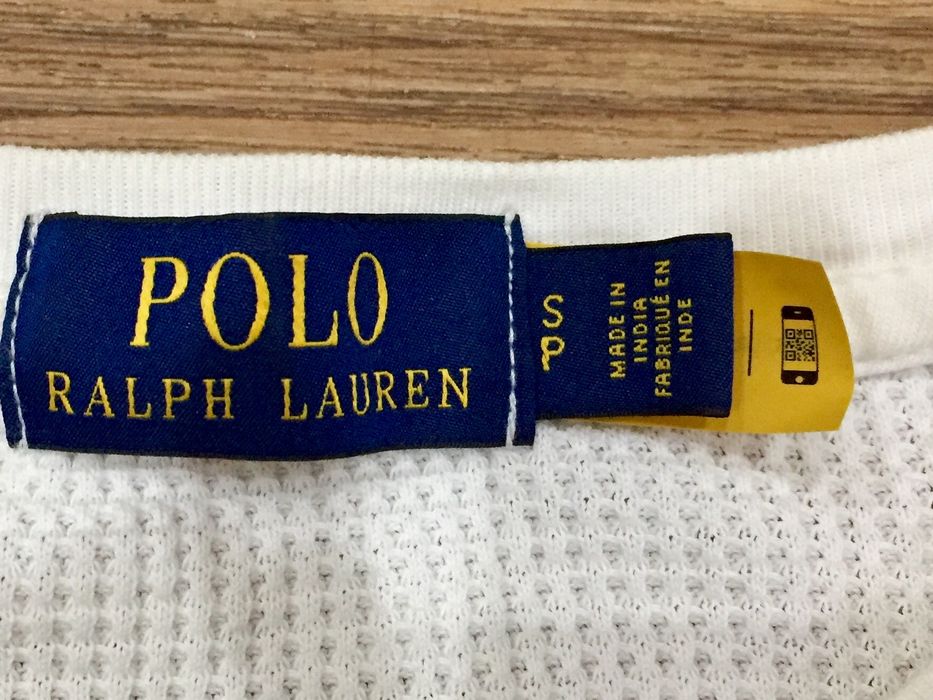 POLO
RALPH LAUREN
S
MADE IN
INDIA
FABRIQUÉ EN
INDE